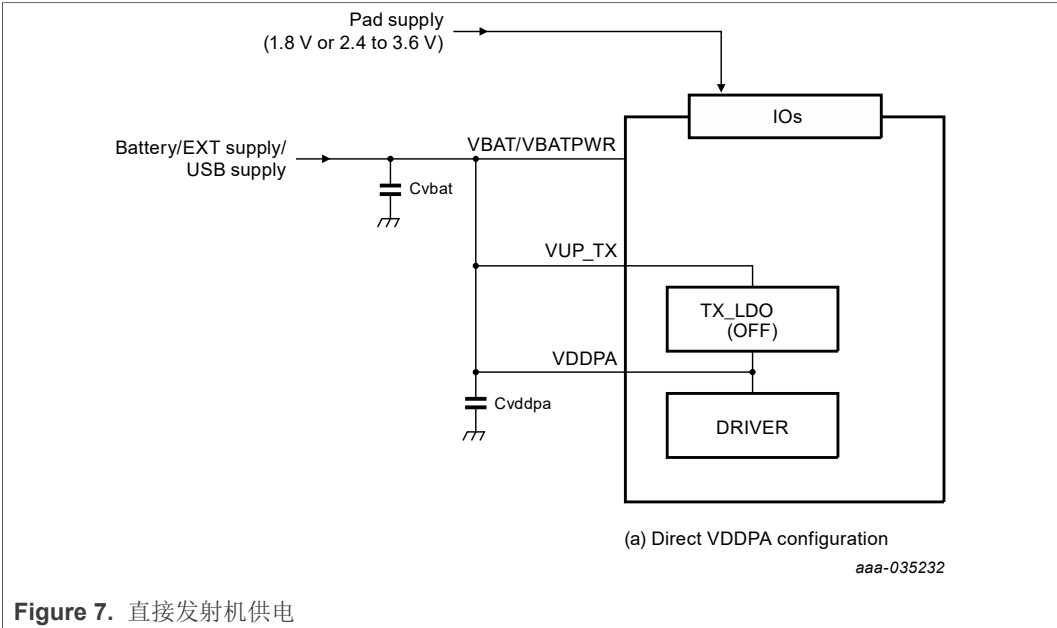 Pad supply
(1.8 V or 2.4 to 3.6 V)
IOs
Battery/EXT supply/
USB supply
VBAT/VBATPWR
Cvbat
VUP_TX
TX_LDO
(OFF)
VDDPA
Cvddpa
DRIVER
(a) Direct VDDPA configuration
aaa-035232
Figure 7. 直接发射机供电